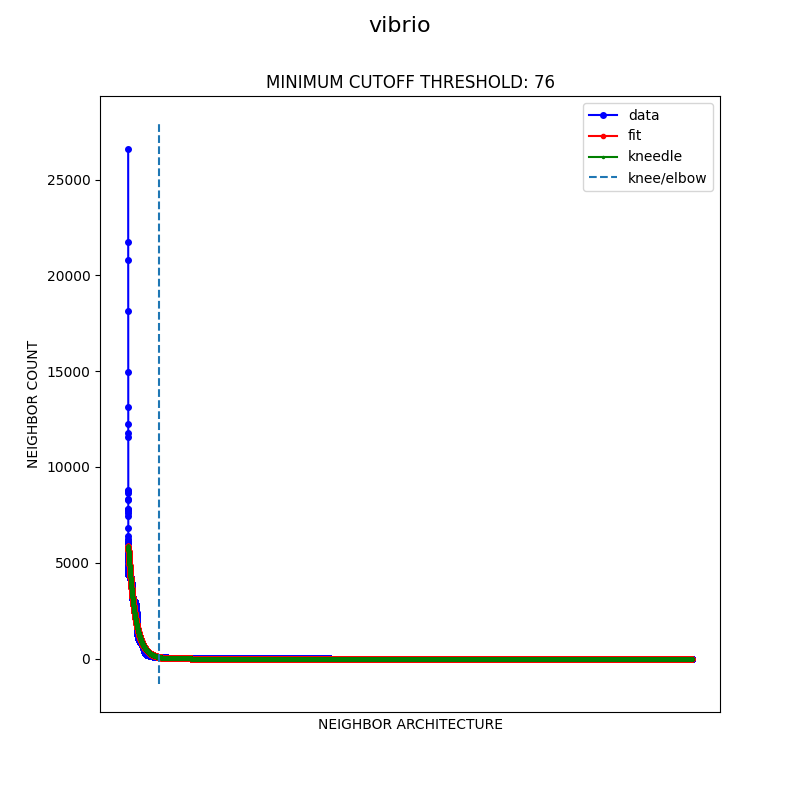 vibrio
MINIMUM CUTOFF THRESHOLD: 76
data
fit
kneedle
knee/elbow
25000
20000
15000
10000
5000
0
NEIGHBOR COUNT
NEIGHBOR ARCHITECTURE